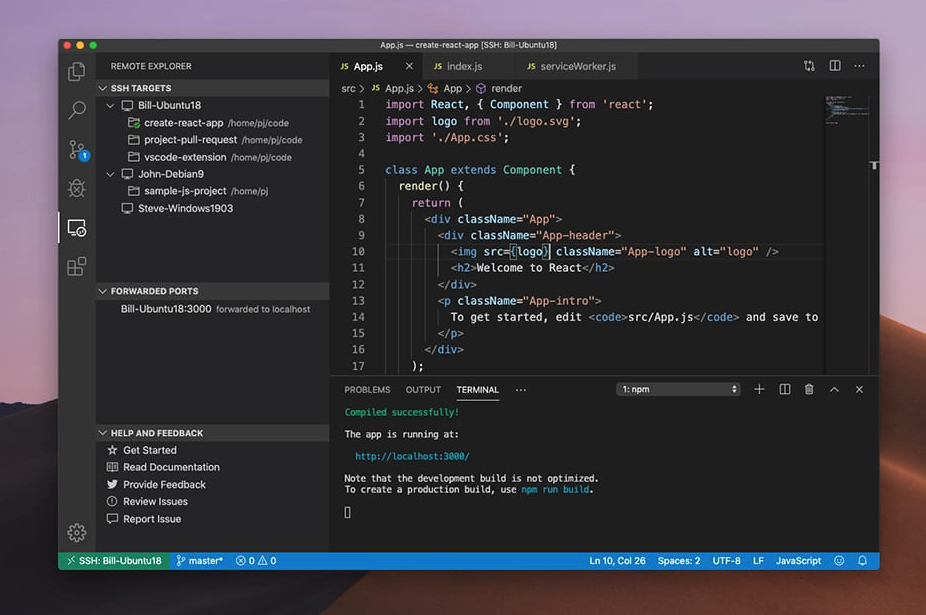 App.js — create-react-app [SSH: Bill-Ubuntu18]
REMOTE EXPLORER
SSH TARGETS
Bill-Ubuntu18
create-react-app /home/pj/code
project-pull-request /home/pj/code
vscode-extension /home/pj/code
John-Debian9
sample-js-project /home/pj
Steve-Windows1903
FORWARDED PORTS
Bill-Ubuntu18:3000 forwarded to localhost
HELP AND FEEDBACK
Get Started
Read Documentation
Provide Feedback
Review Issues
Report Issue
1
JS App.js JS index.js JS serviceWorker.js
src > JS App.js > App > render
1 import React, { Component } from 'react';
2 import logo from './logo.svg';
3 import './App.css';
4
5 class App extends Component {
6 render() {
7 return (
8 <div className="App">
9 <div className="App-header">
10 <img src={logo} className="App-logo" alt="logo" />
11 <h2>Welcome to React</h2>
12 </div>
13 <p className="App-intro">
14 To get started, edit <code>src/App.js</code> and save to
15 </p>
16 </div>
17 );
PROBLEMS OUTPUT TERMINAL ··· 1: npm
Compiled successfully!
The app is running at:
http://localhost:3000/
Note that the development build is not optimized.
To create a production build, use npm run build.
SSH: Bill-Ubuntu18 master* 0 0 Ln 10, Col 26 Spaces: 2 UTF-8 LF JavaScript